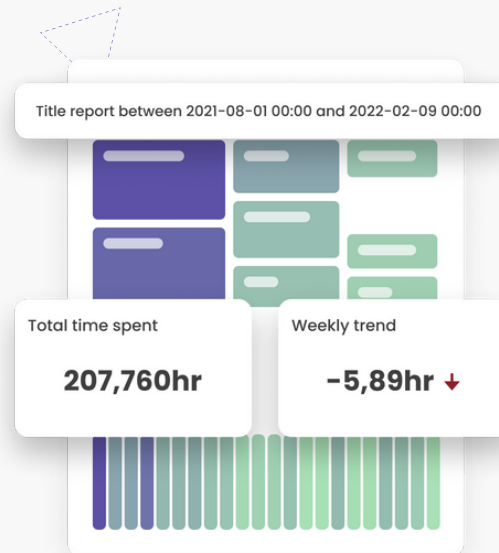 Title report between 2021-08-01 00:00 and 2022-02-09 00:00
Total time spent
207,760hr
Weekly trend
-5,89hr